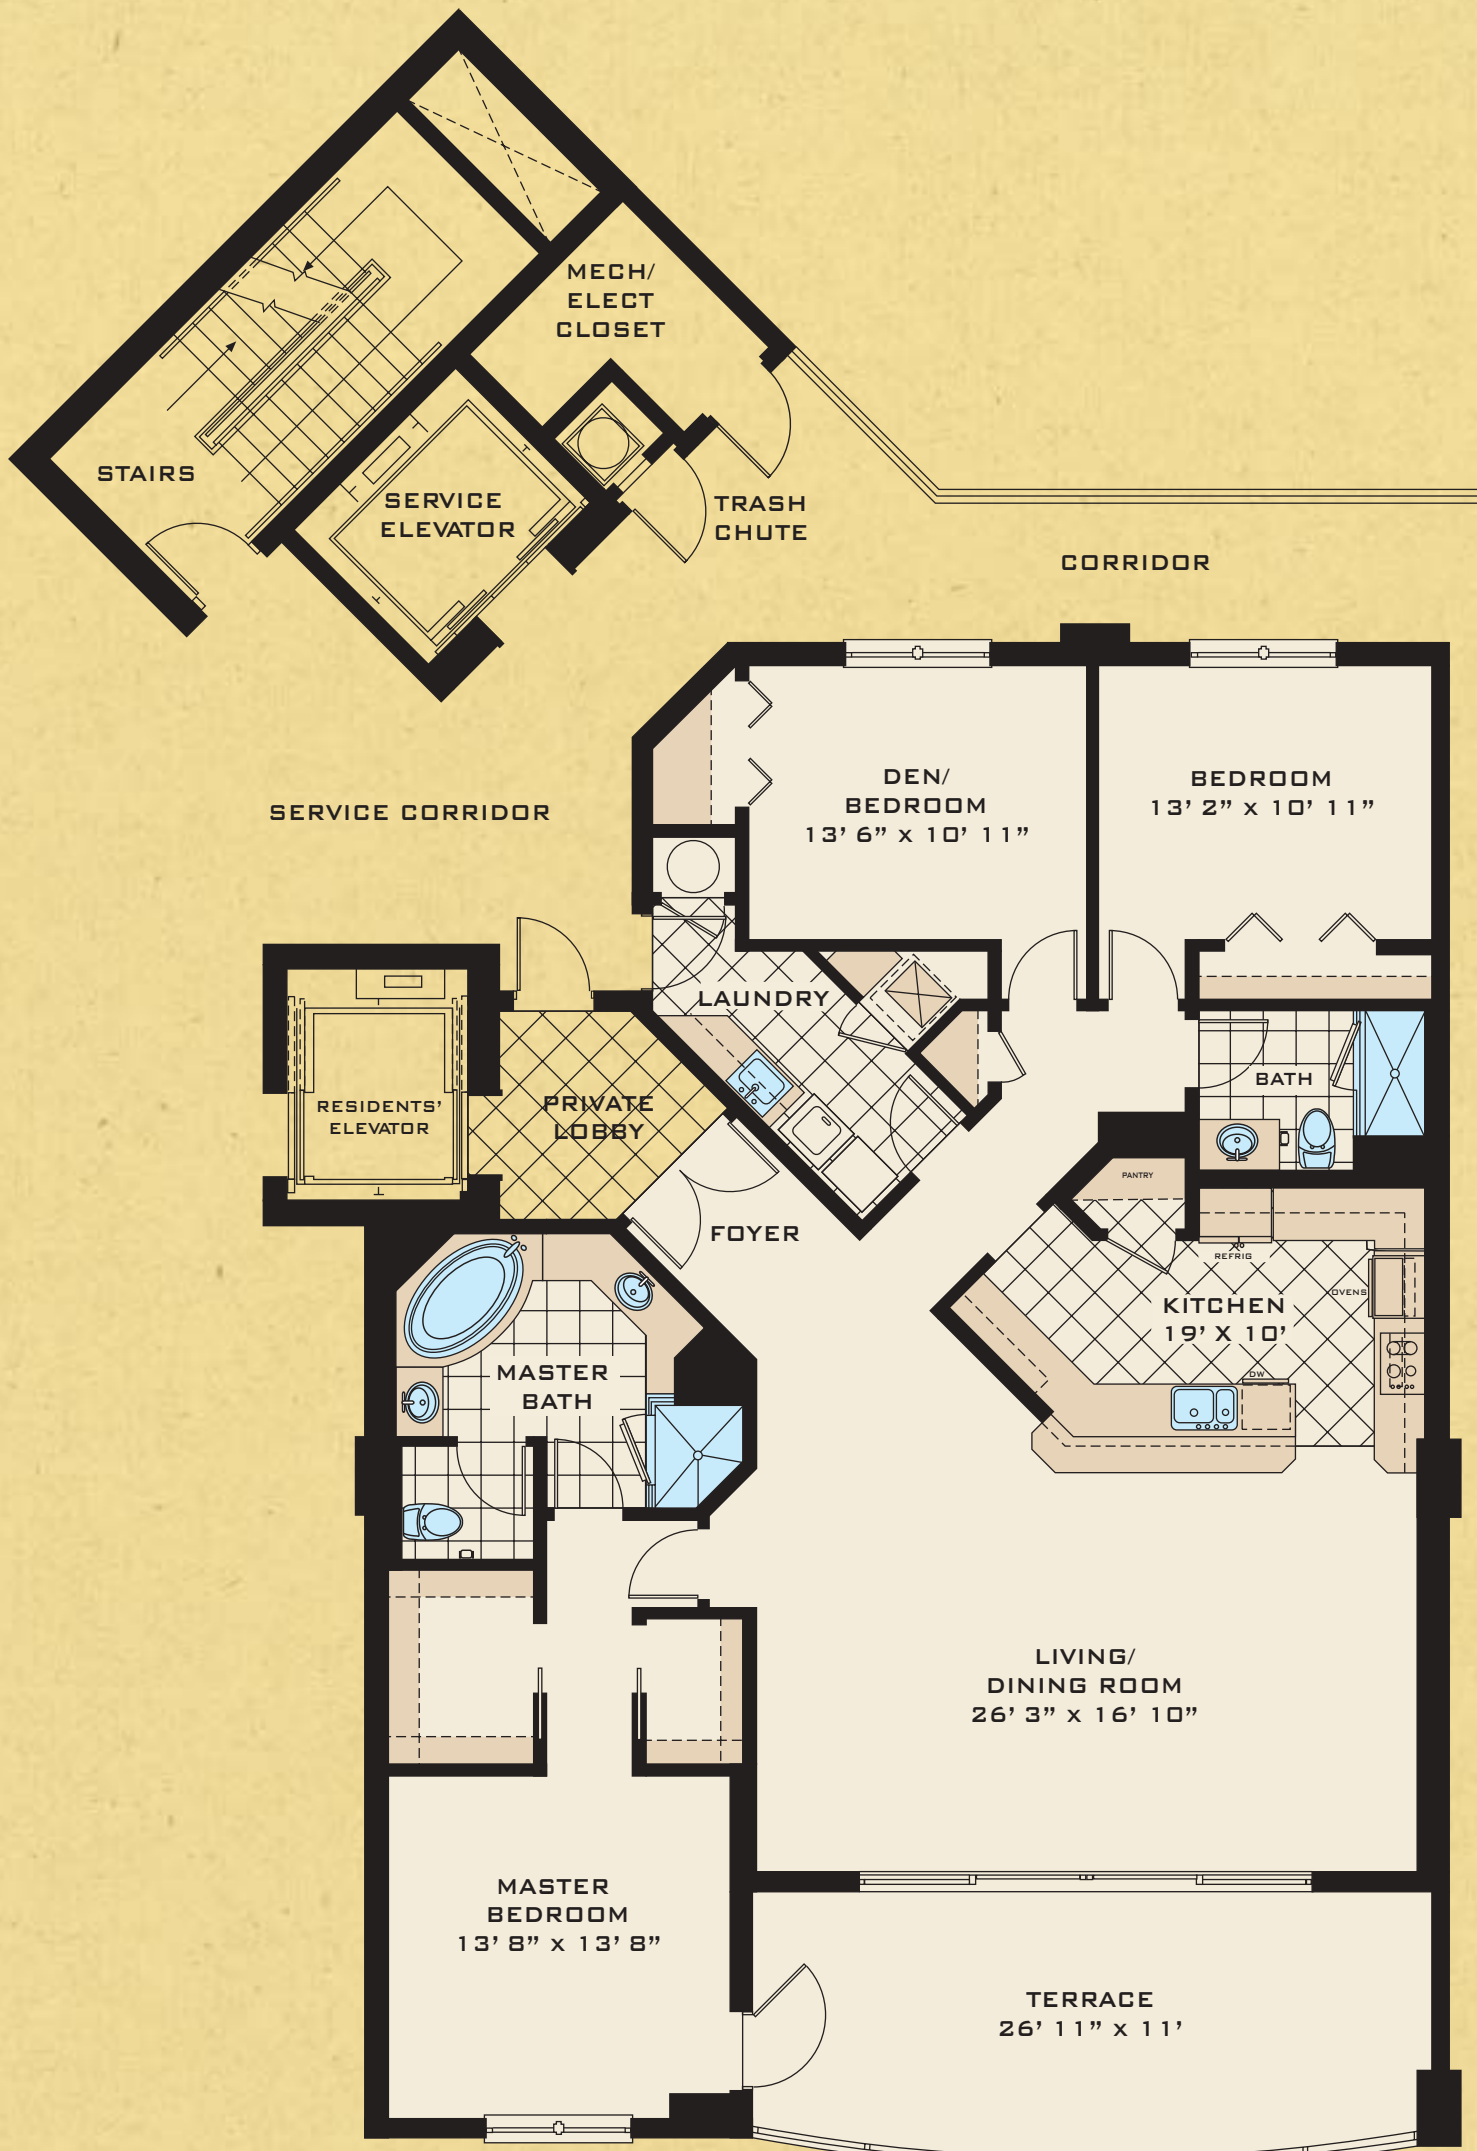 MECH/
ELECT
CLOSET
STAIRS
SERVICE
ELEVATOR
TRASH
CHUTE
CORRIDOR
SERVICE CORRIDOR
DEN/
BEDROOM
13' 6" x 10' 11"
BEDROOM
13' 2" x 10' 11"
LAUNDRY
BATH
RESIDENTS'
ELEVATOR
PRIVATE
LOBBY
PANTRY
FOYER
REFRIG
OVENS
KITCHEN
19' X 10'
DW
MASTER
BATH
LIVING/
DINING ROOM
26' 3" x 16' 10"
MASTER
BEDROOM
13' 8" x 13' 8"
TERRACE
26' 11" x 11'